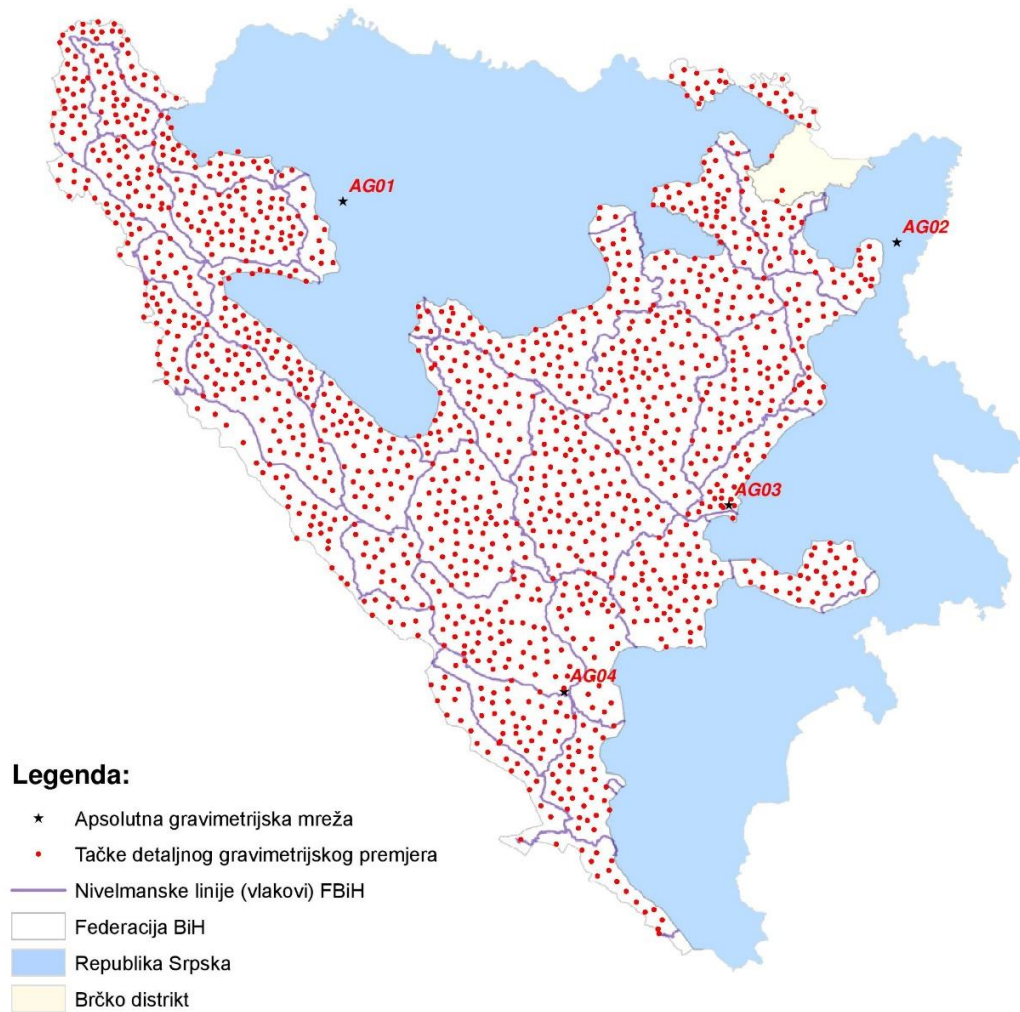 AG01
AG02
AG03
AG04
Legenda:
Apsolutna gravimetrijska mreža
Tačke detaljnog gravimetrijskog premjera
Nivelmanske linije (vlakovi) FBiH
Federacija BiH
Republika Srpska
Brčko distrikt